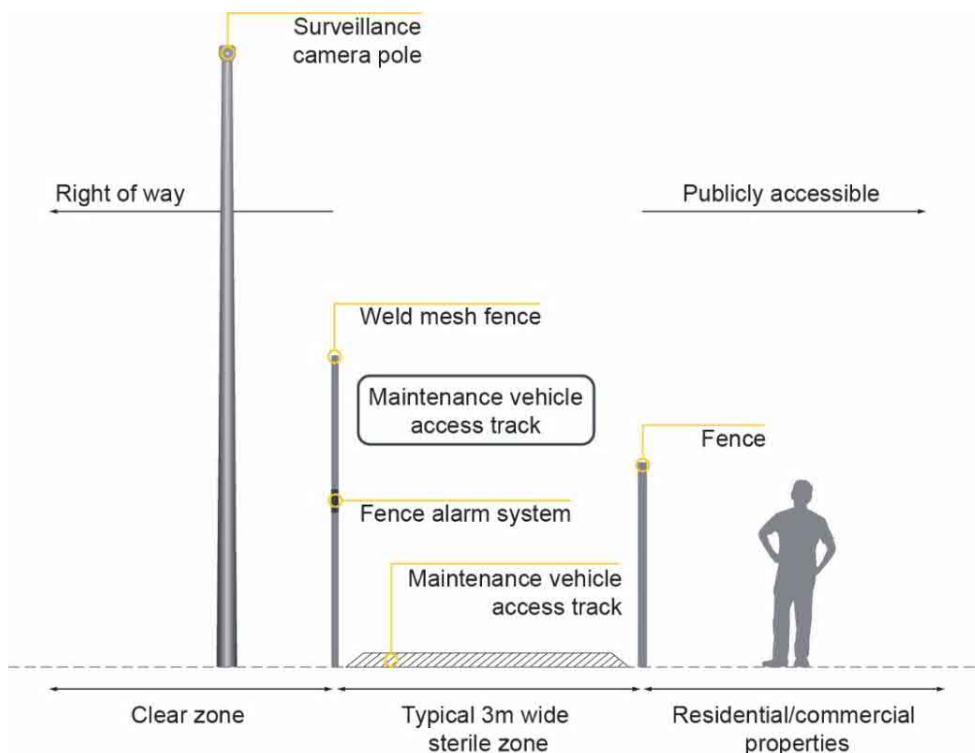 Surveillance
camera pole
Right of way
Publicly accessible
Weld mesh fence
Maintenance vehicle
access track
Fence
Fence alarm system
Maintenance vehicle
access track
Clear zone
Typical 3m wide
sterile zone
Residential/commercial
properties